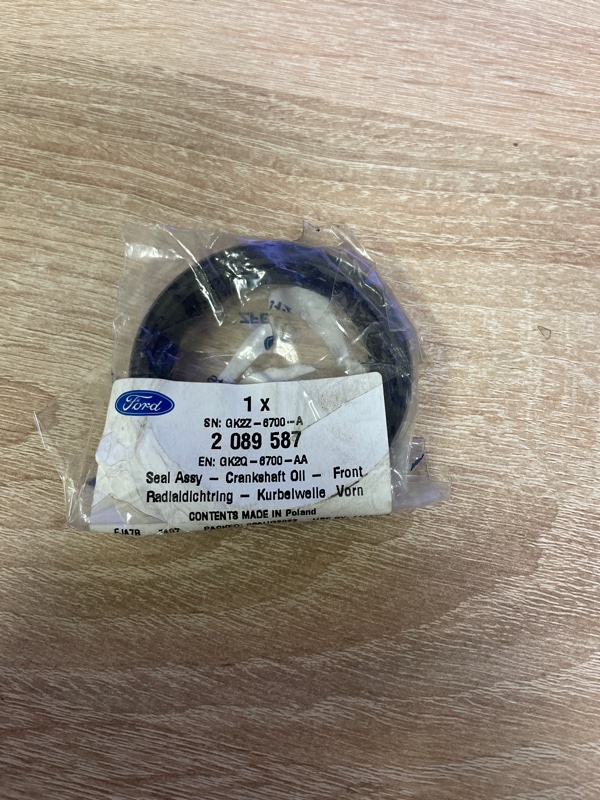 ZFE
Ford
1 x
SN: GK2Z-6700-A
2 089 587
EN: GK2Q-6700-AA
Seal Assy - Crankshaft Oil - Front
Radialdichtring - Kurbelwelle Vorn
CONTENTS MADE IN Poland